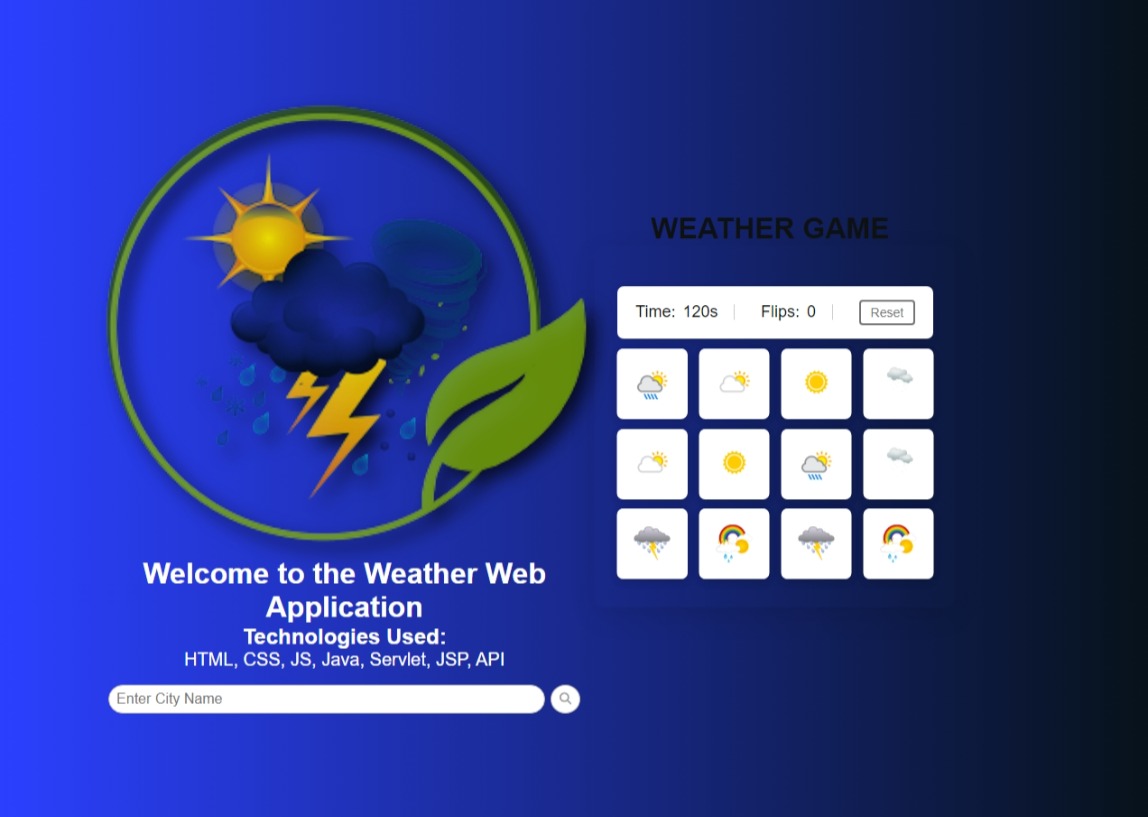 WEATHER GAME
Time: 120s Flips: 0 Reset
Welcome to the Weather Web
Application
Technologies Used:
HTML, CSS, JS, Java, Servlet, JSP, API
Enter City Name